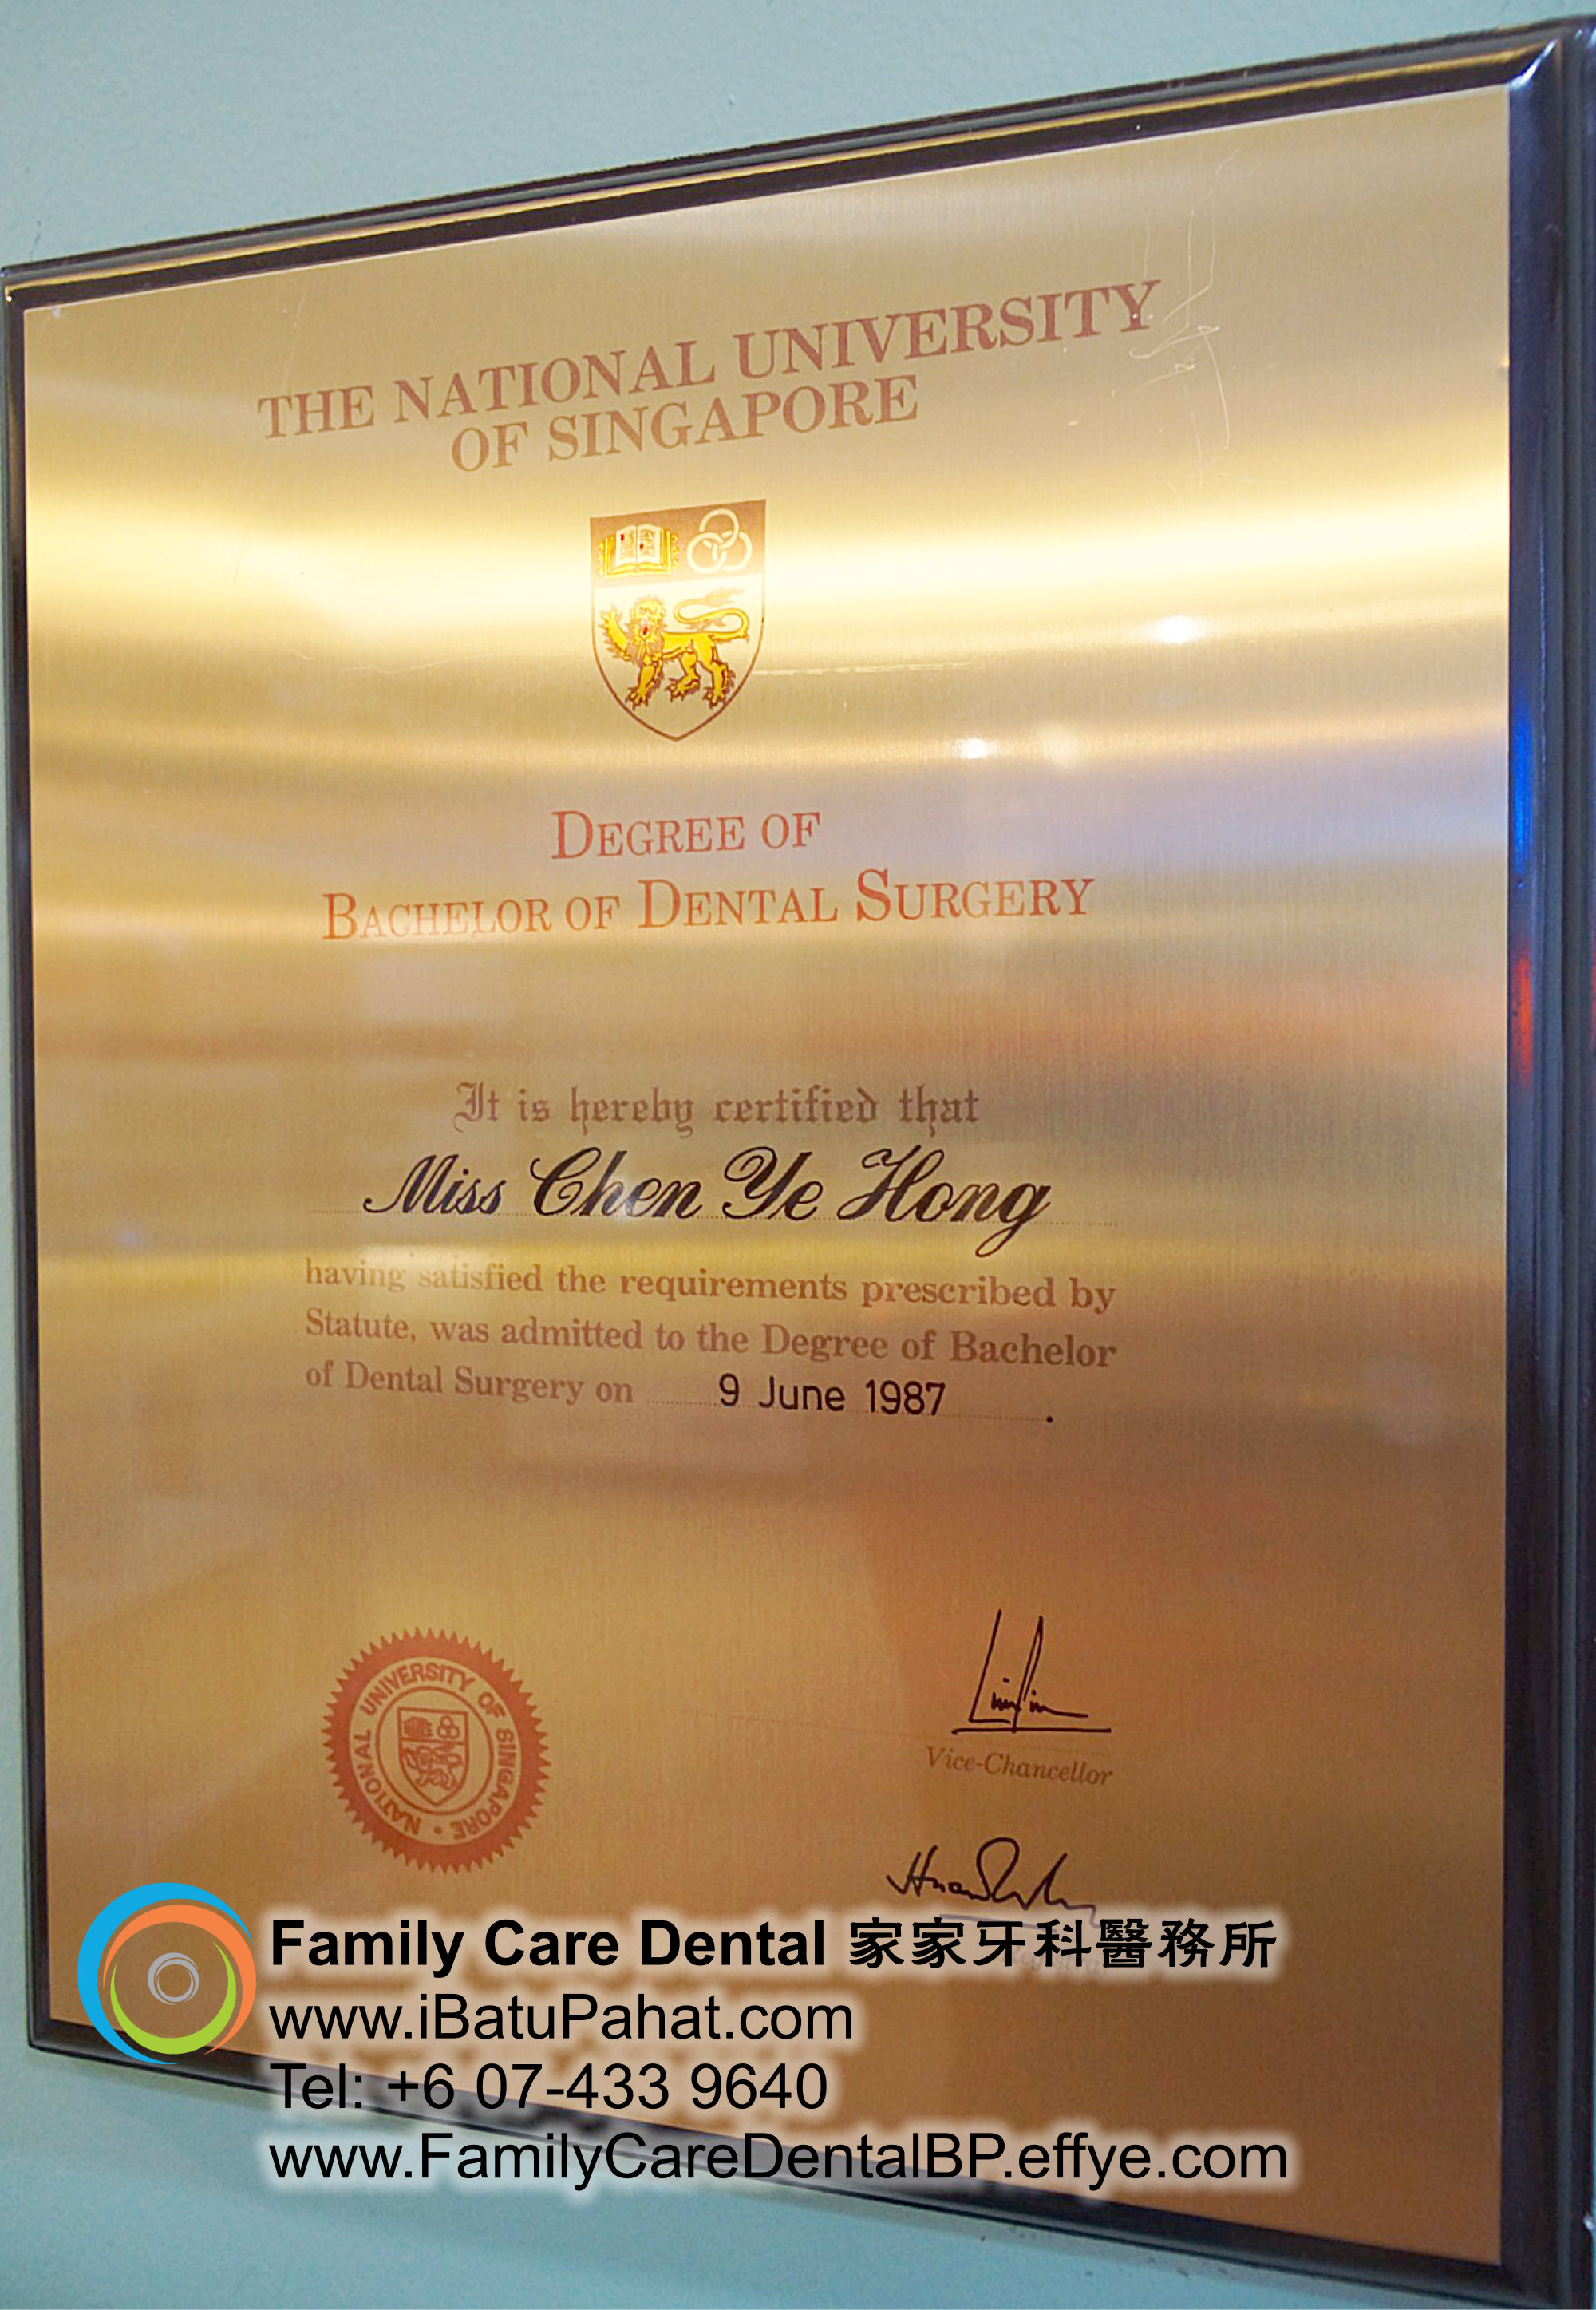 THE NATIONAL UNIVERSITY
OF SINGAPORE
DEGREE OF
BACHELOR OF DENTAL SURGERY
It is hereby certified that
Miss Chen Ye Hong
having satisfied the requirements prescribed by
Statute, was admitted to the Degree of Bachelor
of Dental Surgery on 9 June 1987.
NATIONAL UNIVERSITY OF SINGAPORE •
Vice-Chancellor
Family Care Dental 家家牙科醫務所
www.iBatuPahat.com
Tel: +6 07-433 9640
www.FamilyCareDentalBP.effye.com